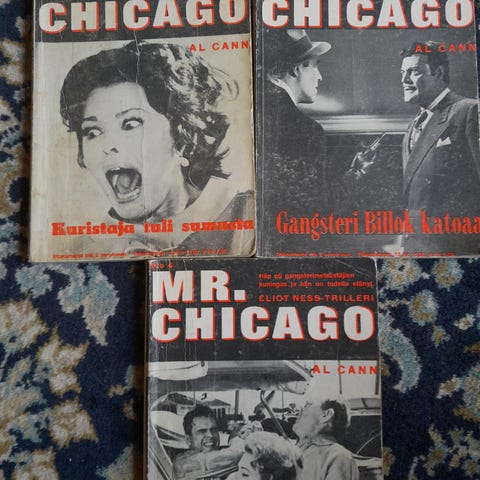 CHICAGO
AL CANN
Kuristaja tuli sumusta
CHICAGO
AL CANN
Gangsteri Billok katoaa
No 4
MR.
CHICAGO
Hän oli gangsterimetsästäjien
kuningas ja hän on todella elänyt
ELIOT NESS-TRILLERI
AL CANN